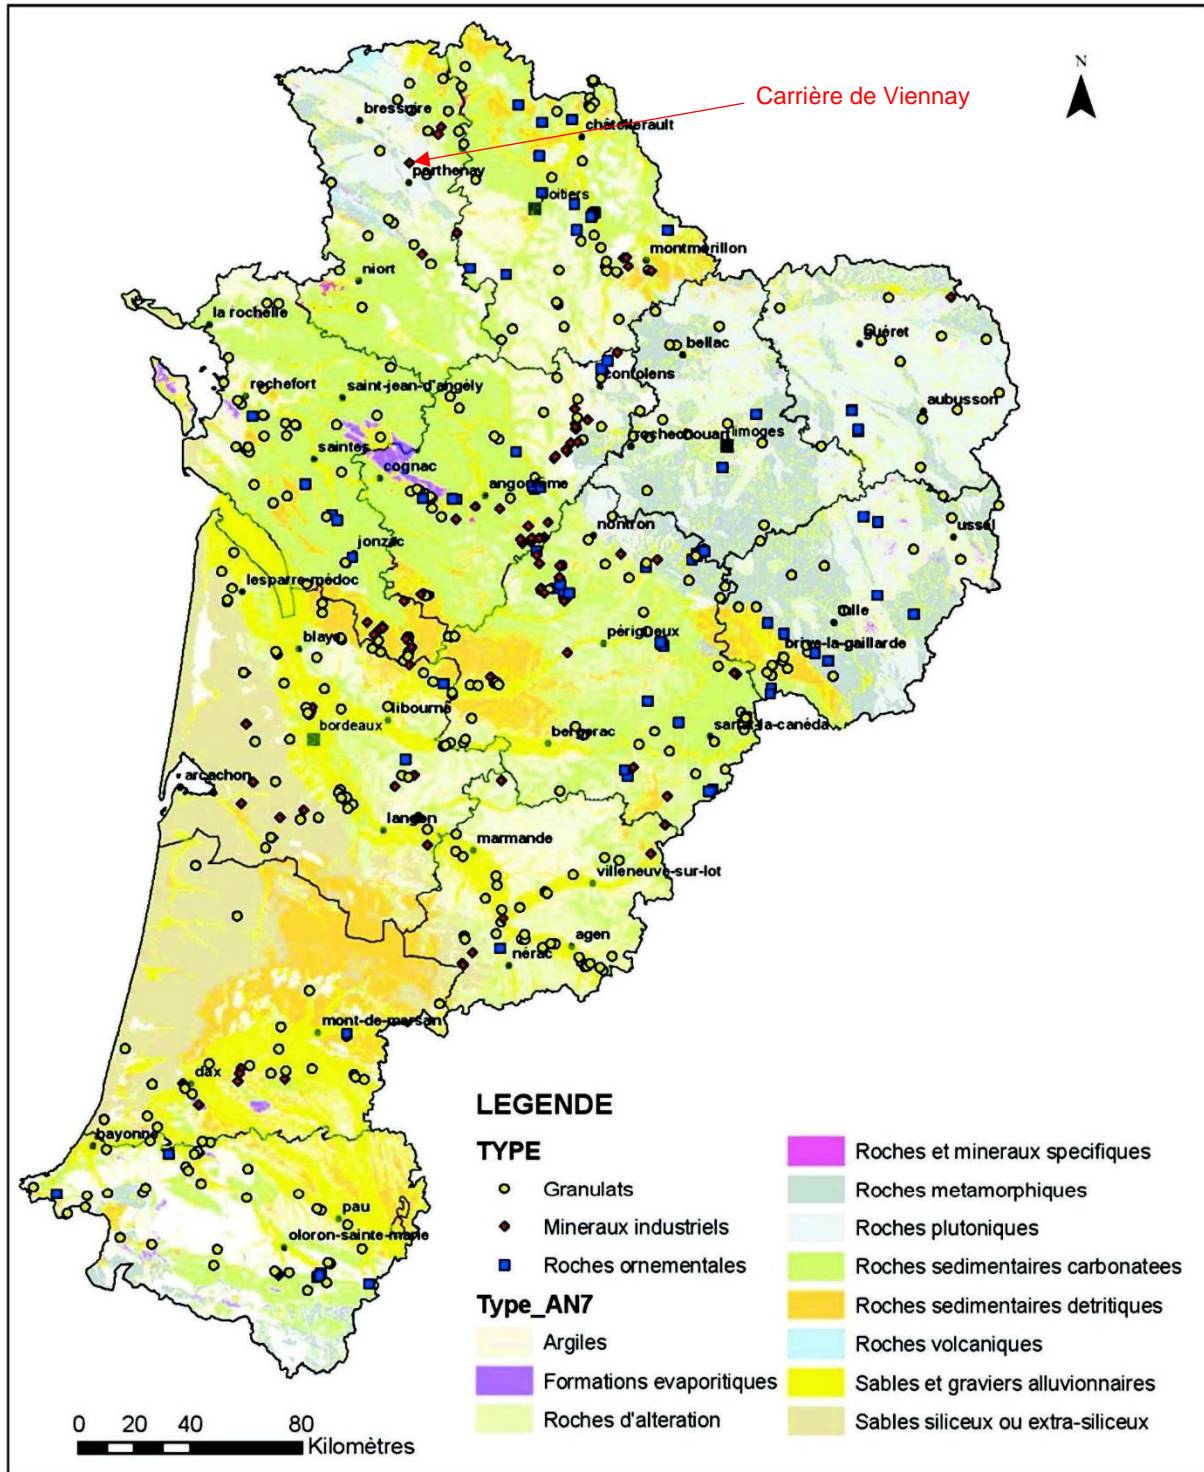 N
Carrière de Viennay
bressuire
châtellerault
parthenay
poitiers
montmorillon
niort
la rochelle
bellac
guéret
confolens
rochefort
saint-jean-d'angély
aubusson
rochechouart
limoges
saintes
cognac
angouleme
nontron
ussel
jonzac
lesparre-médoc
tulle
périgueux
blaye
brive-la-gaillarde
libourne
bordeaux
bergerac
sarlat-la-canéda
arcachon
langon
marmande
villeneuve-sur-lot
agen
nérac
mont-de-marsan
dax
bayonne
pau
oloron-sainte-marie
LEGENDE
TYPE
Granulats
Mineraux industriels
Roches ornementales
Type_AN7
Argiles
Formations evaporitiques
Roches d'alteration
Roches et mineraux specifiques
Roches metamorphiques
Roches plutoniques
Roches sedimentaires carbonatees
Roches sedimentaires detritiques
Roches volcaniques
Sables et graviers alluvionnaires
Sables siliceux ou extra-siliceux
0 20 40 80
Kilomètres